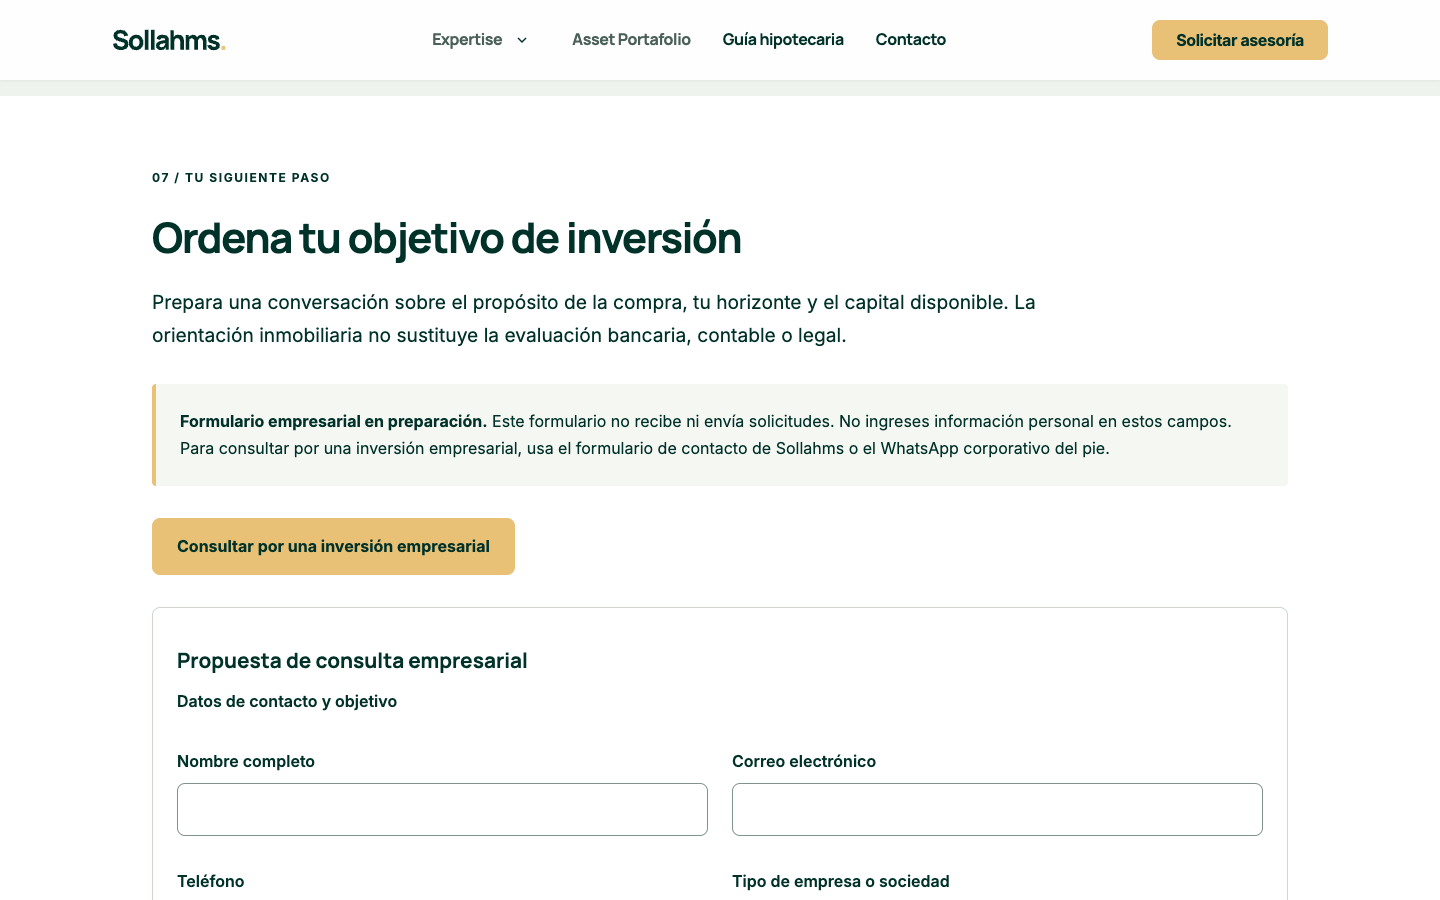 Sollahms.
Expertise
Asset Portafolio
Guía hipotecaria
Contacto
Solicitar asesoría
07 / TU SIGUIENTE PASO
Ordena tu objetivo de inversión
Prepara una conversación sobre el propósito de la compra, tu horizonte y el capital disponible. La
orientación inmobiliaria no sustituye la evaluación bancaria, contable o legal.
Formulario empresarial en preparación. Este formulario no recibe ni envía solicitudes. No ingreses información personal en estos campos.
Para consultar por una inversión empresarial, usa el formulario de contacto de Sollahms o el WhatsApp corporativo del pie.
Consultar por una inversión empresarial
Propuesta de consulta empresarial
Datos de contacto y objetivo
Nombre completo
Correo electrónico
Teléfono
Tipo de empresa o sociedad